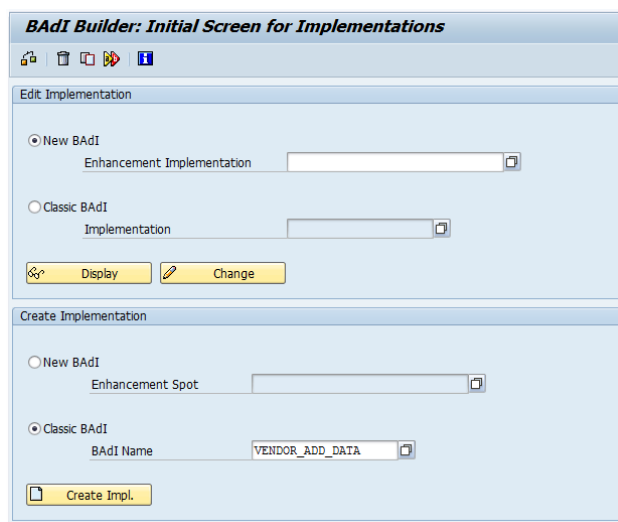 BAdI Builder: Initial Screen for Implementations
Edit Implementation
New BAdI
Enhancement Implementation
Classic BAdI
Implementation
Display Change
Create Implementation
New BAdI
Enhancement Spot
Classic BAdI
BAdI Name VENDOR_ADD_DATA
Create Impl.